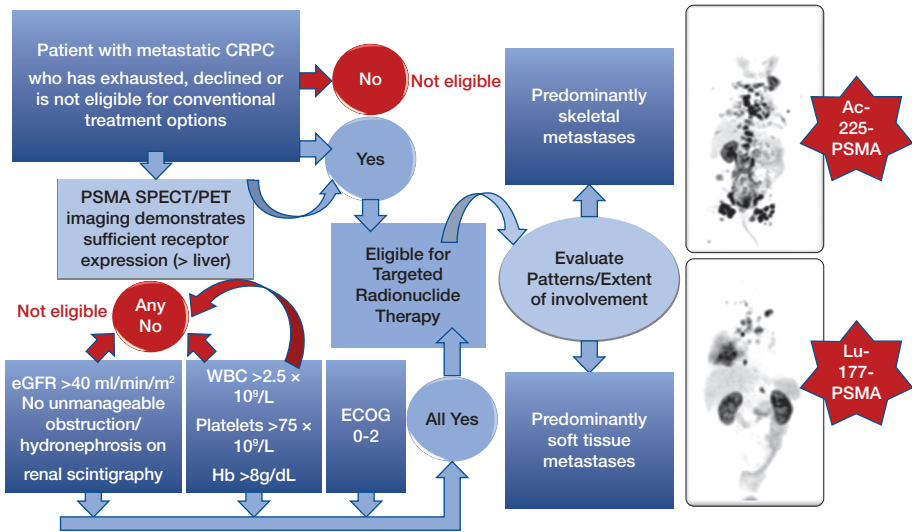 Patient with metastatic CRPC
who has exhausted, declined or
is not eligible for conventional
treatment options
No
Not eligible
Yes
PSMA SPECT/PET
imaging demonstrates
sufficient receptor
expression (> liver)
Eligible for
Targeted
Radionuclide
Therapy
Not eligible
Any
No
eGFR >40 ml/min/m²
No unmanageable
obstruction/
hydronephrosis on
renal scintigraphy
WBC >2.5 ×
10⁹/L
Platelets >75 ×
10⁹/L
Hb >8g/dL
ECOG
0-2
All Yes
Predominantly
skeletal
metastases
Evaluate
Patterns/Extent
of involvement
Predominantly
soft tissue
metastases
Ac-
225-
PSMA
Lu-
177-
PSMA